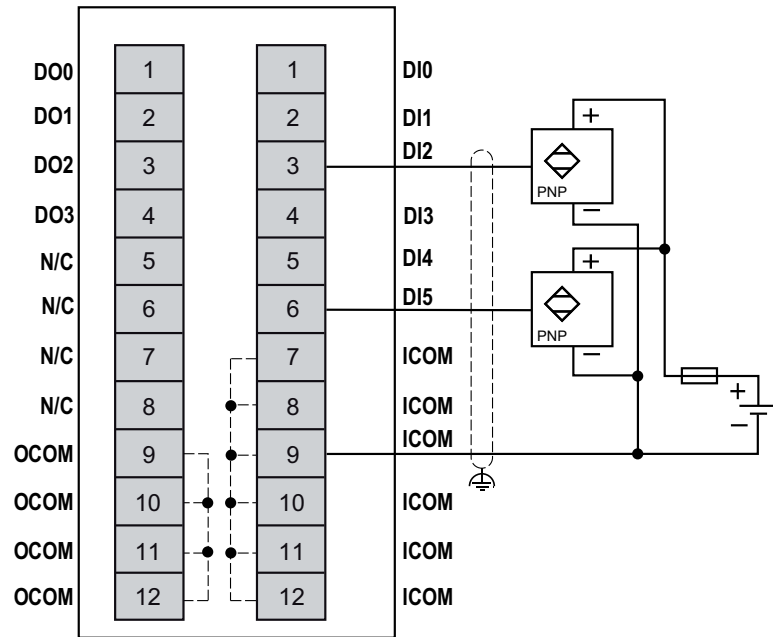 DO0 1 1 DI0
DO1 2 2 DI1
DO2 3 3 DI2
DO3 4 4 DI3
N/C 5 5 DI4
N/C 6 6 DI5
N/C 7 7 ICOM
N/C 8 8 ICOM
OCOM 9 9 ICOM
OCOM 10 10 ICOM
OCOM 11 11 ICOM
OCOM 12 12 ICOM
+
PNP
−
+
PNP
−
+
−